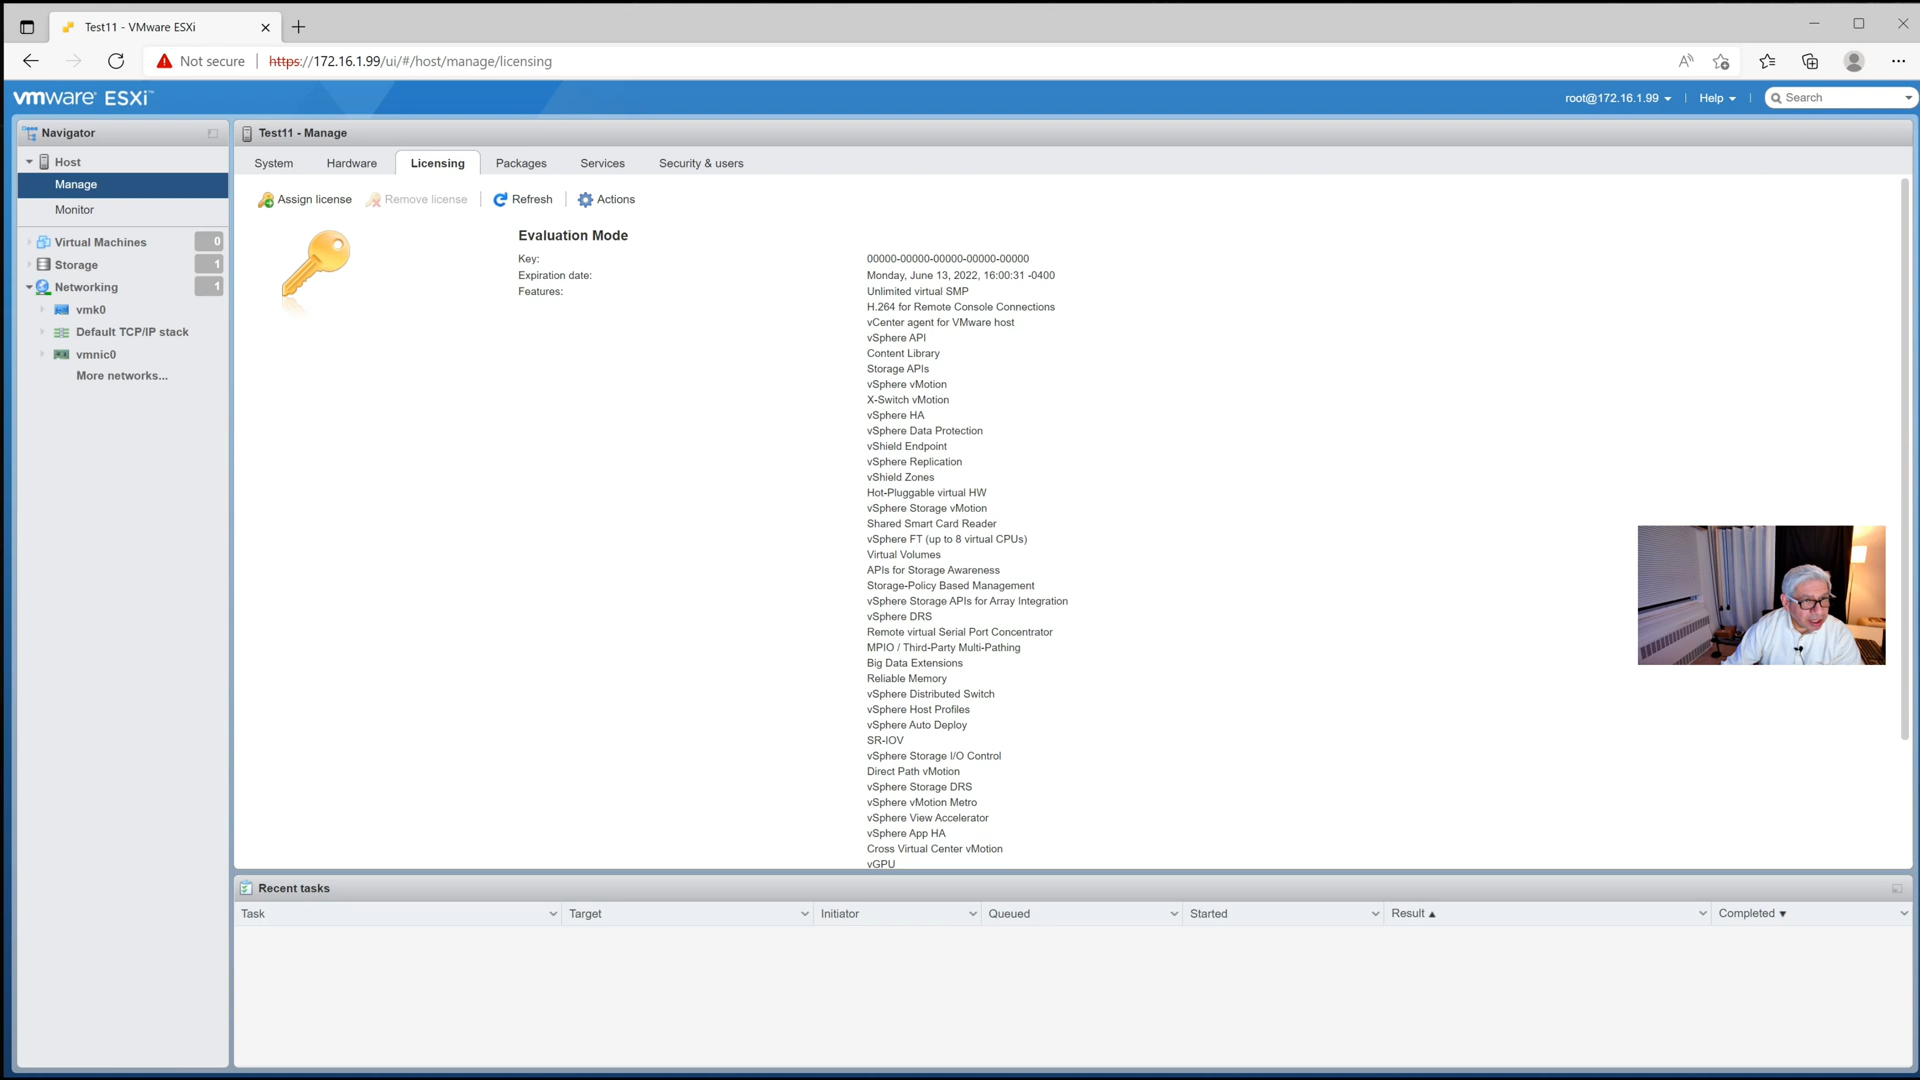 Test11 - VMware ESXi
Not secure
https://172.16.1.99/ui/#/host/manage/licensing
vmware ESXi™
root@172.16.1.99
Help
Search
Navigator
Host
Manage
Monitor
Virtual Machines 0
Storage 1
Networking 1
vmk0
Default TCP/IP stack
vmnic0
More networks...
Test11 - Manage
System Hardware Licensing Packages Services Security & users
Assign license Remove license Refresh Actions
Evaluation Mode
Key: 00000-00000-00000-00000-00000
Expiration date: Monday, June 13, 2022, 16:00:31 -0400
Features: Unlimited virtual SMP
H.264 for Remote Console Connections
vCenter agent for VMware host
vSphere API
Content Library
Storage APIs
vSphere vMotion
X-Switch vMotion
vSphere HA
vSphere Data Protection
vShield Endpoint
vSphere Replication
vShield Zones
Hot-Pluggable virtual HW
vSphere Storage vMotion
Shared Smart Card Reader
vSphere FT (up to 8 virtual CPUs)
Virtual Volumes
APIs for Storage Awareness
Storage-Policy Based Management
vSphere Storage APIs for Array Integration
vSphere DRS
Remote virtual Serial Port Concentrator
MPIO / Third-Party Multi-Pathing
Big Data Extensions
Reliable Memory
vSphere Distributed Switch
vSphere Host Profiles
vSphere Auto Deploy
SR-IOV
vSphere Storage I/O Control
Direct Path vMotion
vSphere Storage DRS
vSphere vMotion Metro
vSphere View Accelerator
vSphere App HA
Cross Virtual Center vMotion
vGPU
Recent tasks
Task Target Initiator Queued Started Result ▲ Completed ▼